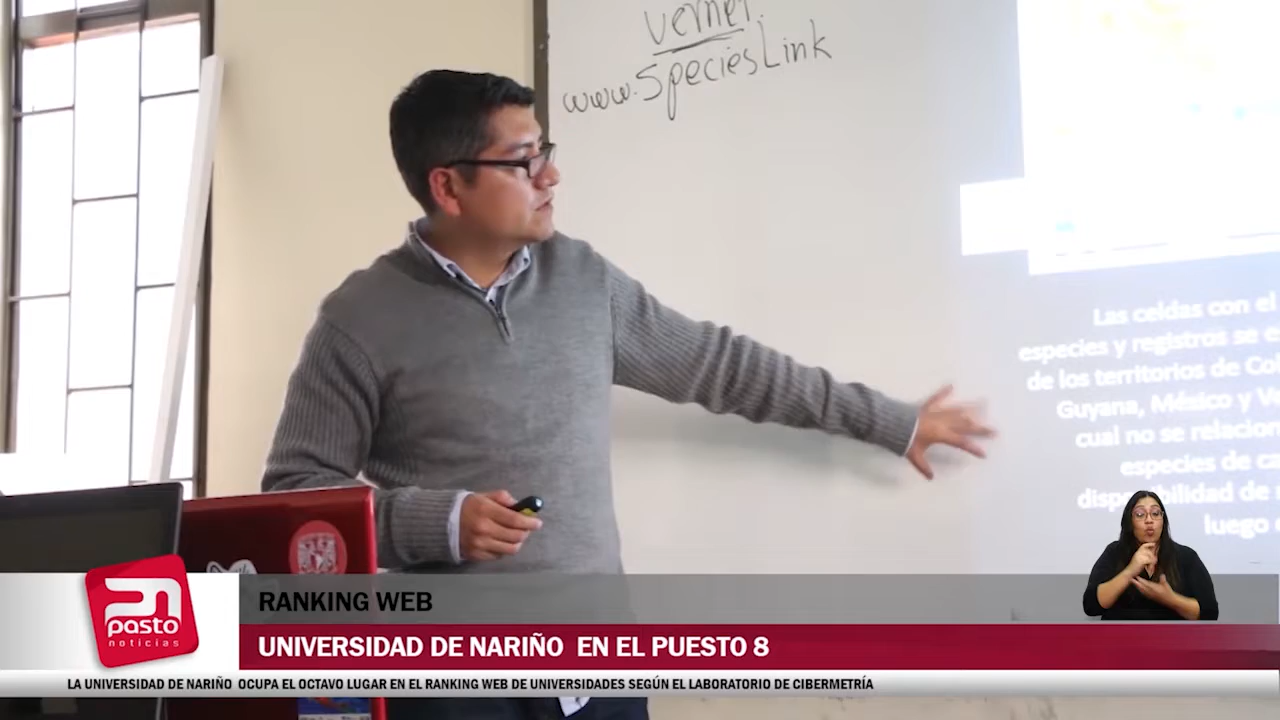 vernet.
www.SpeciesLink
Las celdas con el
especies y registros se
de los territorios de
Guyana, México y
cual no se
especies de
disponibilidad de
luego
pasto
noticias
RANKING WEB
UNIVERSIDAD DE NARIÑO EN EL PUESTO 8
LA UNIVERSIDAD DE NARIÑO OCUPA EL OCTAVO LUGAR EN EL RANKING WEB DE UNIVERSIDADES SEGÚN EL LABORATORIO DE CIBERMETRÍA